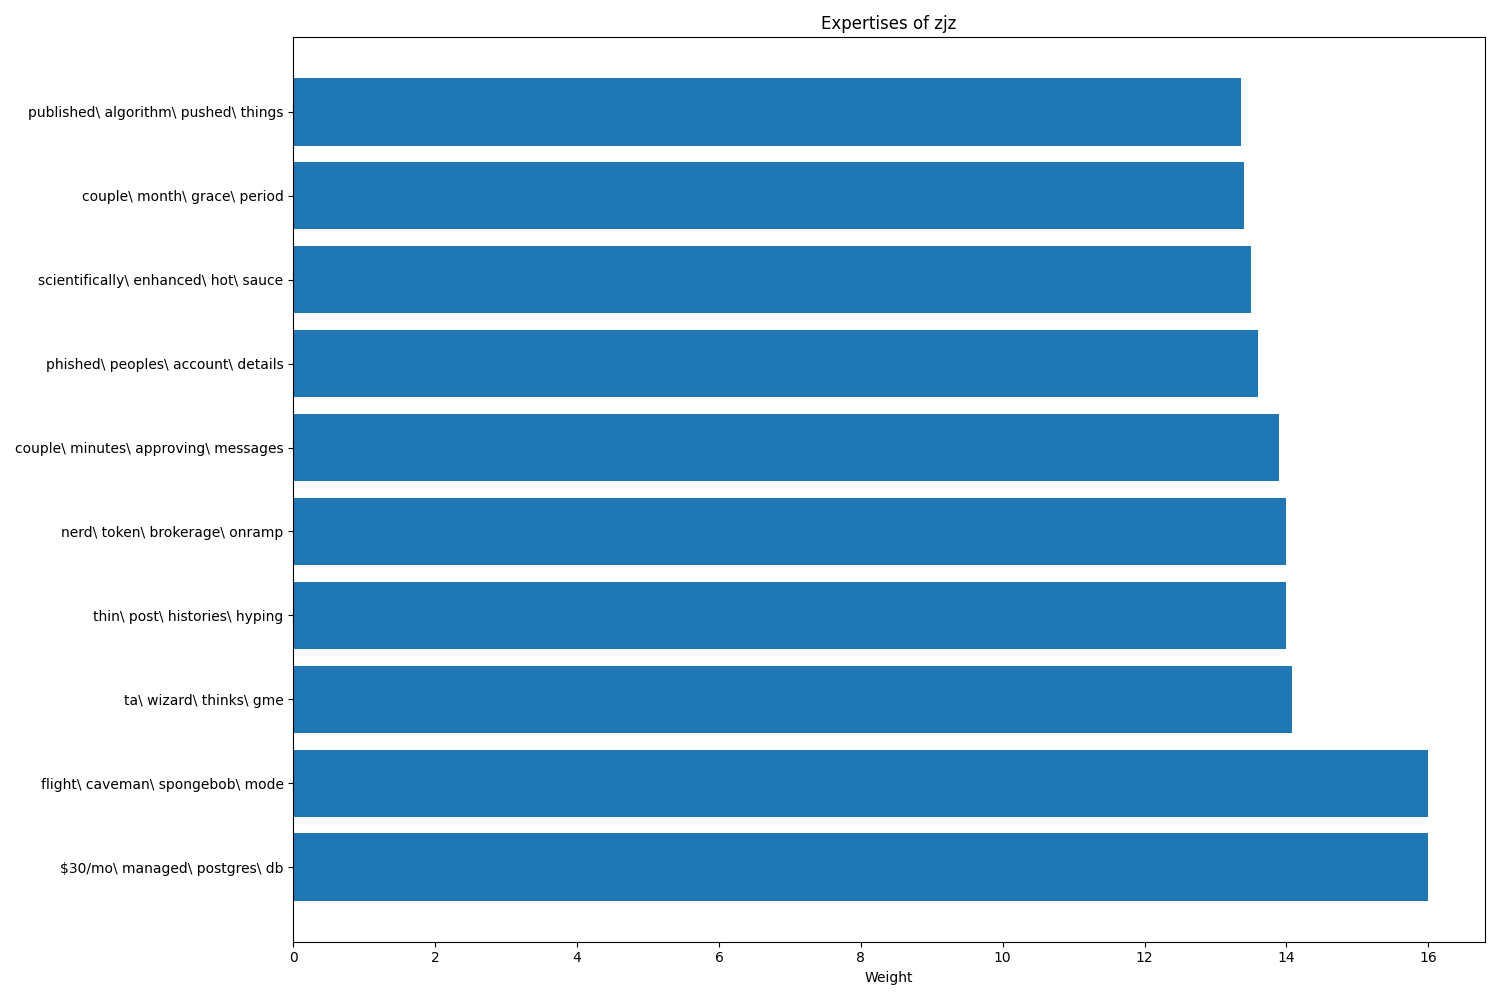 Expertises of zjz
published\ algorithm\ pushed\ things
couple\ month\ grace\ period
scientifically\ enhanced\ hot\ sauce
phished\ peoples\ account\ details
couple\ minutes\ approving\ messages
nerd\ token\ brokerage\ onramp
thin\ post\ histories\ hyping
ta\ wizard\ thinks\ gme
flight\ caveman\ spongebob\ mode
$30/mo\ managed\ postgres\ db
0 2 4 6 8 10 12 14 16
Weight